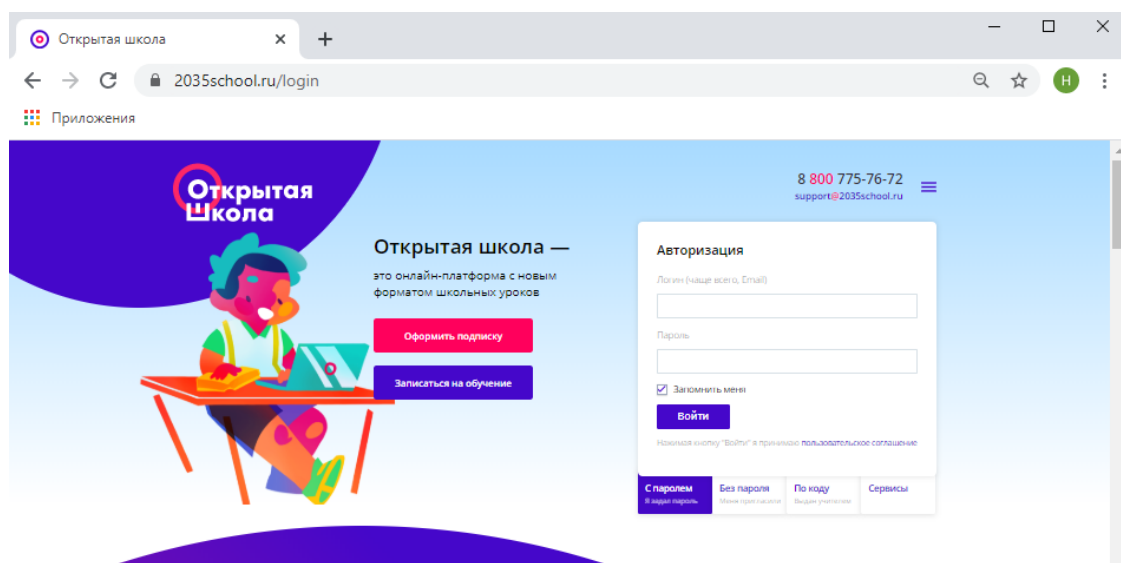 Открытая школа
2035school.ru/login
Н
Приложения
Открытая
Школа
8 800 775-76-72
support@2035school.ru
Открытая школа —
это онлайн-платформа с новым
форматом школьных уроков
Оформить подписку
Записаться на обучение
Авторизация
Логин (чаще всего, Email)
Пароль
Запомнить меня
Войти
Нажимая кнопку "Войти" я принимаю пользовательское соглашение
С паролем
Я задал пароль
Без пароля
Меня пригласили
По коду
Выдан учителем
Сервисы